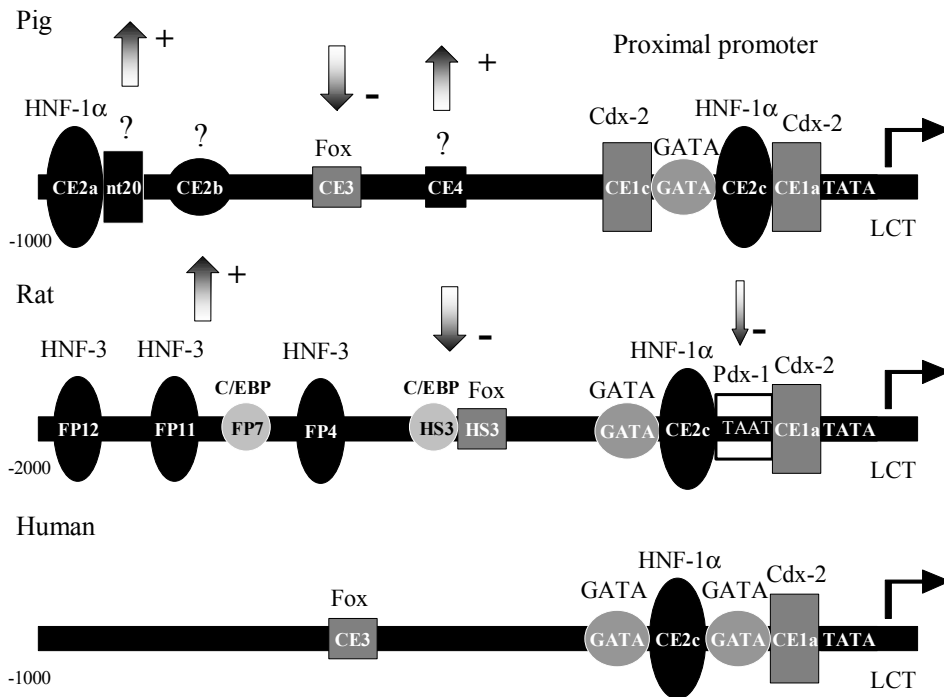 Pig
+
-
+
Proximal promoter
HNF-1α
?
?
Fox
?
Cdx-2
GATA
HNF-1α
Cdx-2
CE2a
nt20
CE2b
CE3
CE4
CE1c
GATA
CE2c
CE1a
TATA
-1000
LCT
Rat
+
-
-
HNF-3
HNF-3
C/EBP
HNF-3
C/EBP
Fox
GATA
HNF-1α
Pdx-1
Cdx-2
FP12
FP11
FP7
FP4
HS3
HS3
GATA
CE2c
TAAT
CE1a
TATA
-2000
LCT
Human
Fox
GATA
HNF-1α
GATA
Cdx-2
CE3
GATA
CE2c
GATA
CE1a
TATA
-1000
LCT